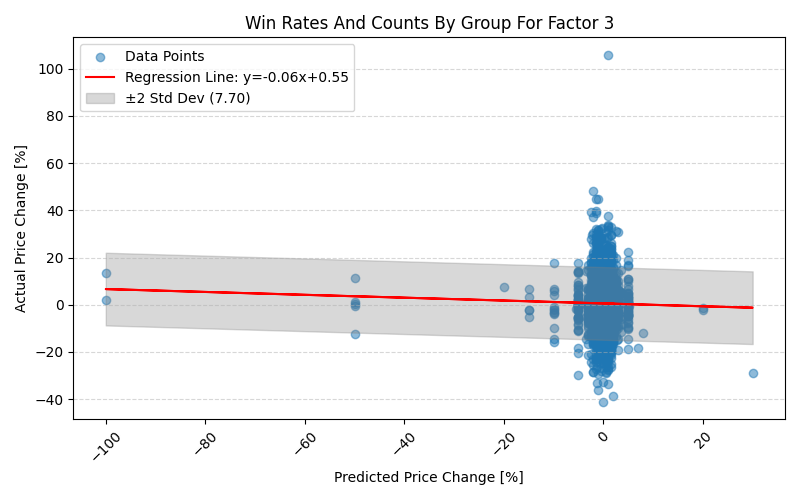 Win Rates And Counts By Group For Factor 3
Data Points
Regression Line: y=-0.06x+0.55
±2 Std Dev (7.70)
Actual Price Change [%]
100
80
60
40
20
0
−20
−40
−100
−80
−60
−40
−20
0
20
Predicted Price Change [%]